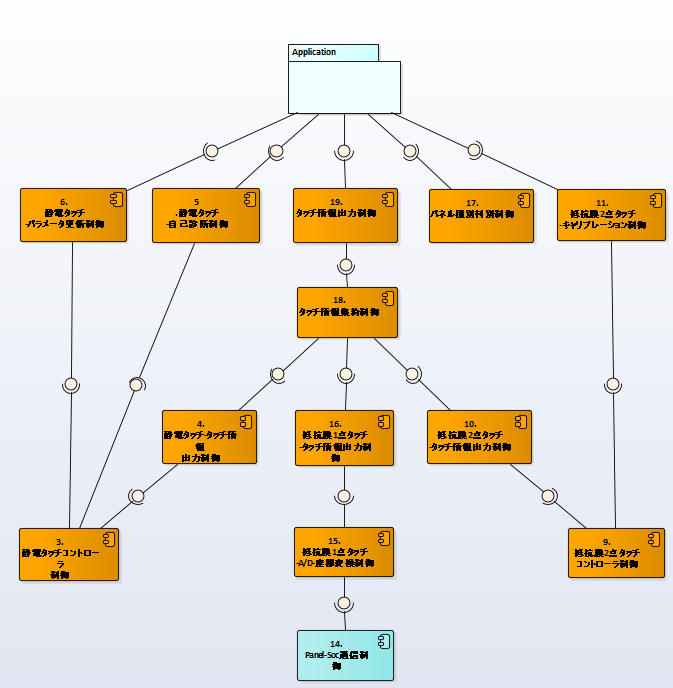 Application
6.
静電タッチ
-パラメータ更新制御
5
.静電タッチ
-自己診断制御
19.
タッチ情報出力制御
17.
パネル種別判別制御
11.
抵抗膜2点タッチ
-キャリブレーション制御
18.
タッチ情報集約制御
4.
静電タッチ-タッチ情
報
出力制御
16.
抵抗膜1点タッチ
-タッチ情報出力制
御
10.
抵抗膜2点タッチ
-タッチ情報出力制
御
3.
静電タッチコントロー
ラ
制御
15.
抵抗膜1点タッチ
-A/D-座標変換制御
9.
抵抗膜2点タッチ
コントローラ制御
14.
Panel-Soc通信制
御